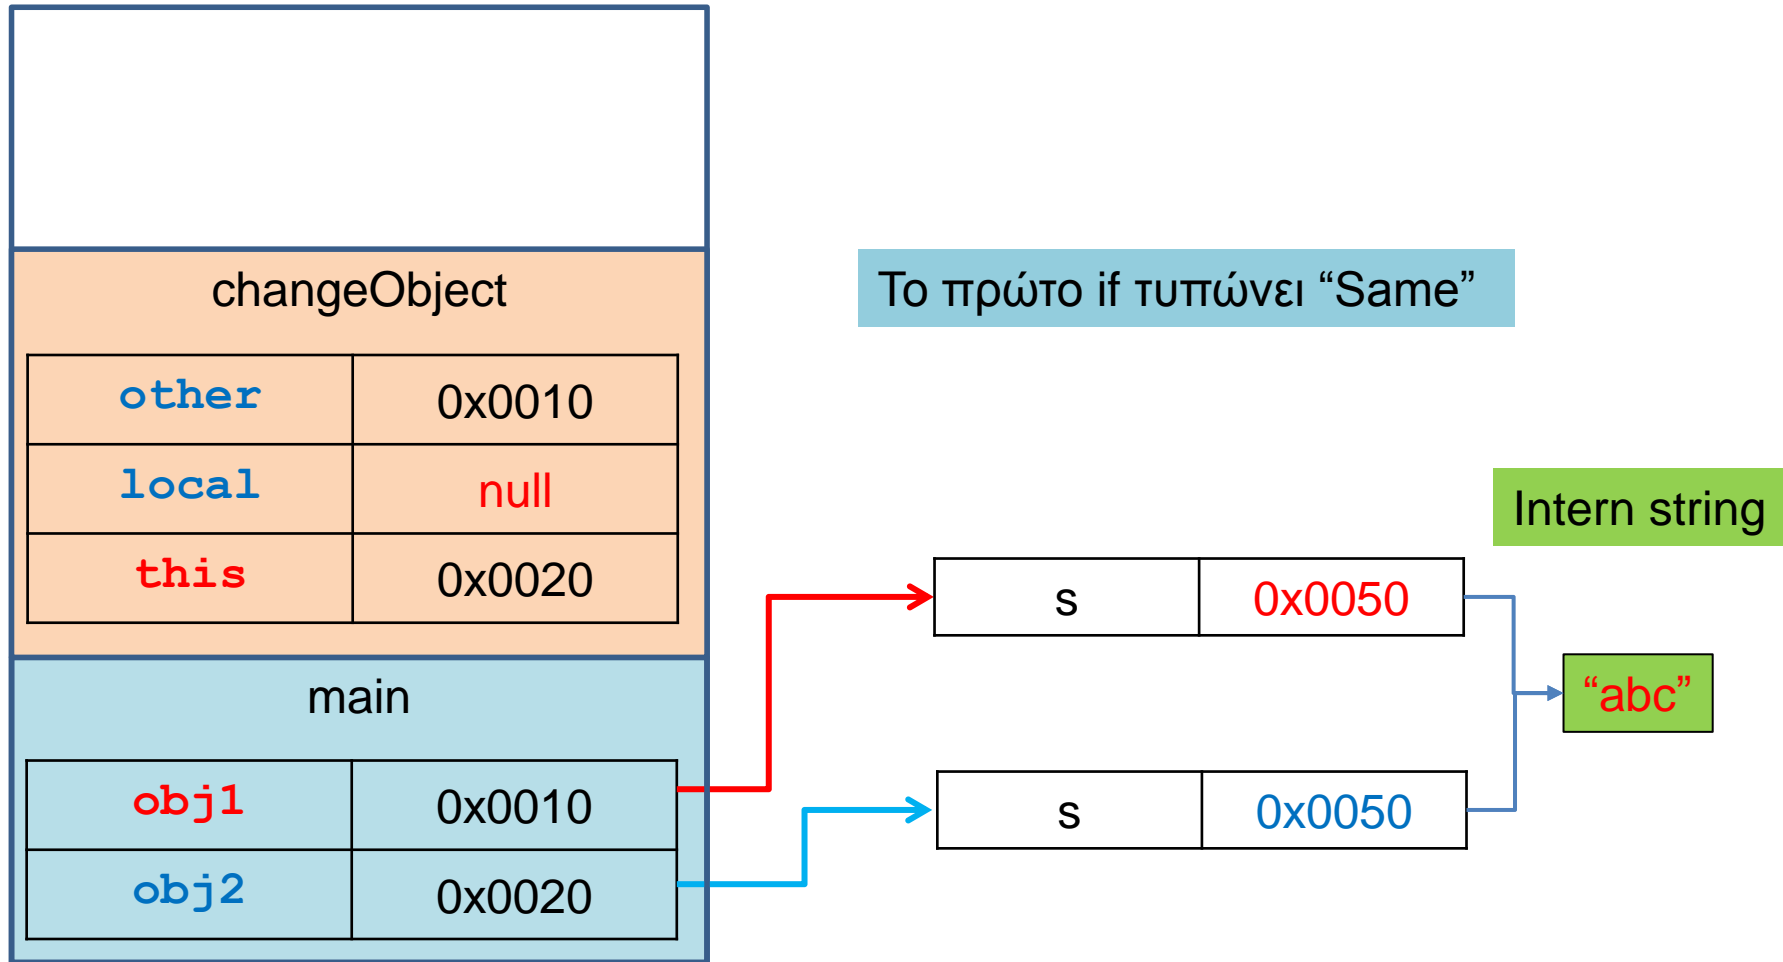 changeObject
other 0x0010
local null
this 0x0020
main
obj1 0x0010
obj2 0x0020
Το πρώτο if τυπώνει “Same”
Intern string
s 0x0050
“abc”
s 0x0050